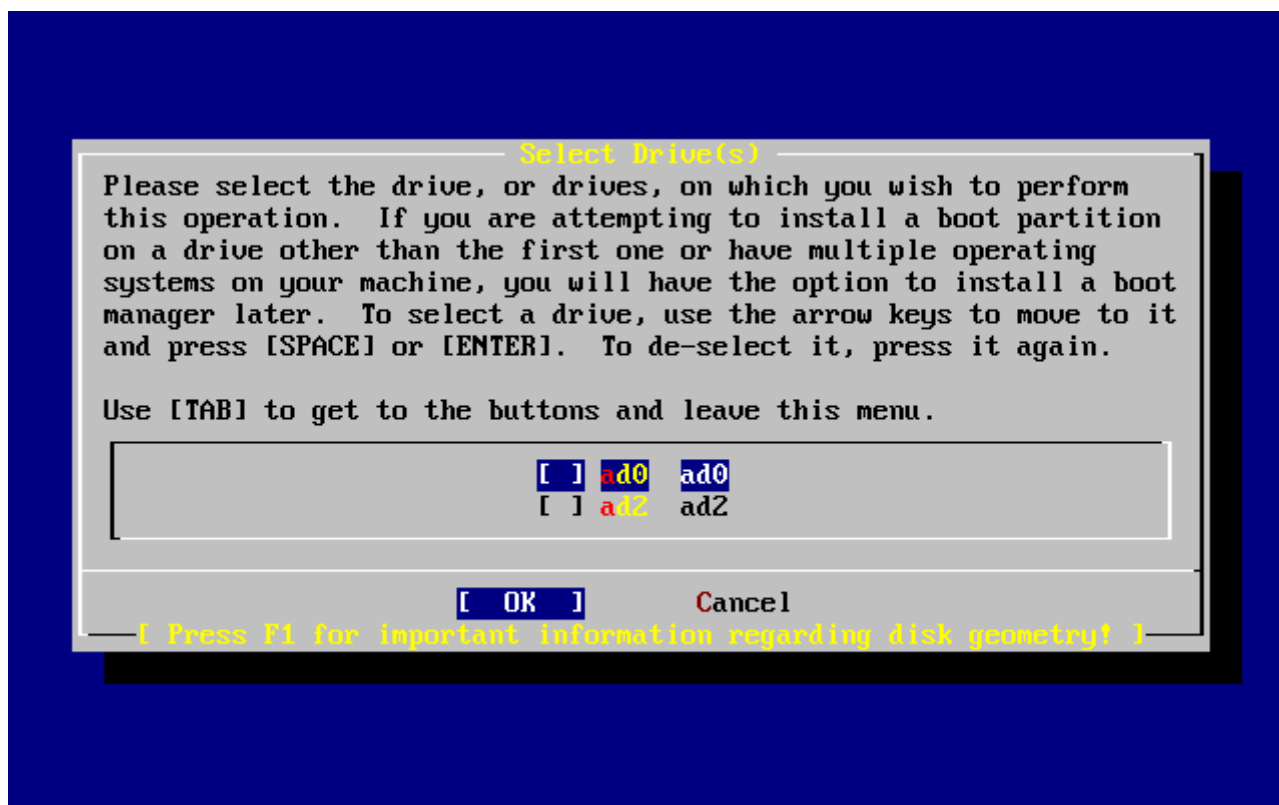 Select Drive(s)
Please select the drive, or drives, on which you wish to perform
this operation.  If you are attempting to install a boot partition
on a drive other than the first one or have multiple operating
systems on your machine, you will have the option to install a boot
manager later.  To select a drive, use the arrow keys to move to it
and press [SPACE] or [ENTER].  To de-select it, press it again.
Use [TAB] to get to the buttons and leave this menu.
[ ] ad0  ad0
[ ] ad2  ad2
[  OK  ]       Cancel
[ Press F1 for important information regarding disk geometry! ]